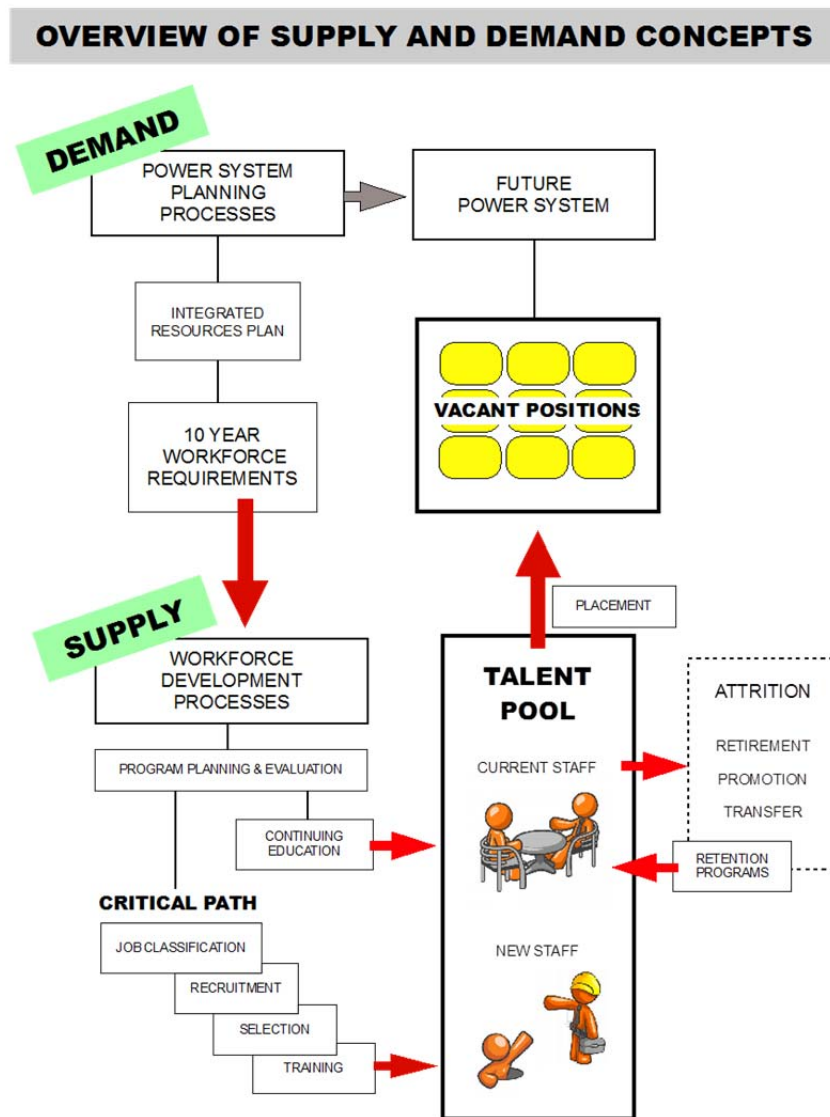 OVERVIEW OF SUPPLY AND DEMAND CONCEPTS
DEMAND
POWER SYSTEM
PLANNING
PROCESSES
FUTURE
POWER SYSTEM
INTEGRATED
RESOURCES PLAN
VACANT POSITIONS
10 YEAR
WORKFORCE
REQUIREMENTS
PLACEMENT
SUPPLY
WORKFORCE
DEVELOPMENT
PROCESSES
PROGRAM PLANNING & EVALUATION
CONTINUING
EDUCATION
CRITICAL PATH
JOB CLASSIFICATION
RECRUITMENT
SELECTION
TRAINING
TALENT
POOL
CURRENT STAFF
NEW STAFF
ATTRITION
RETIREMENT
PROMOTION
TRANSFER
RETENTION
PROGRAMS